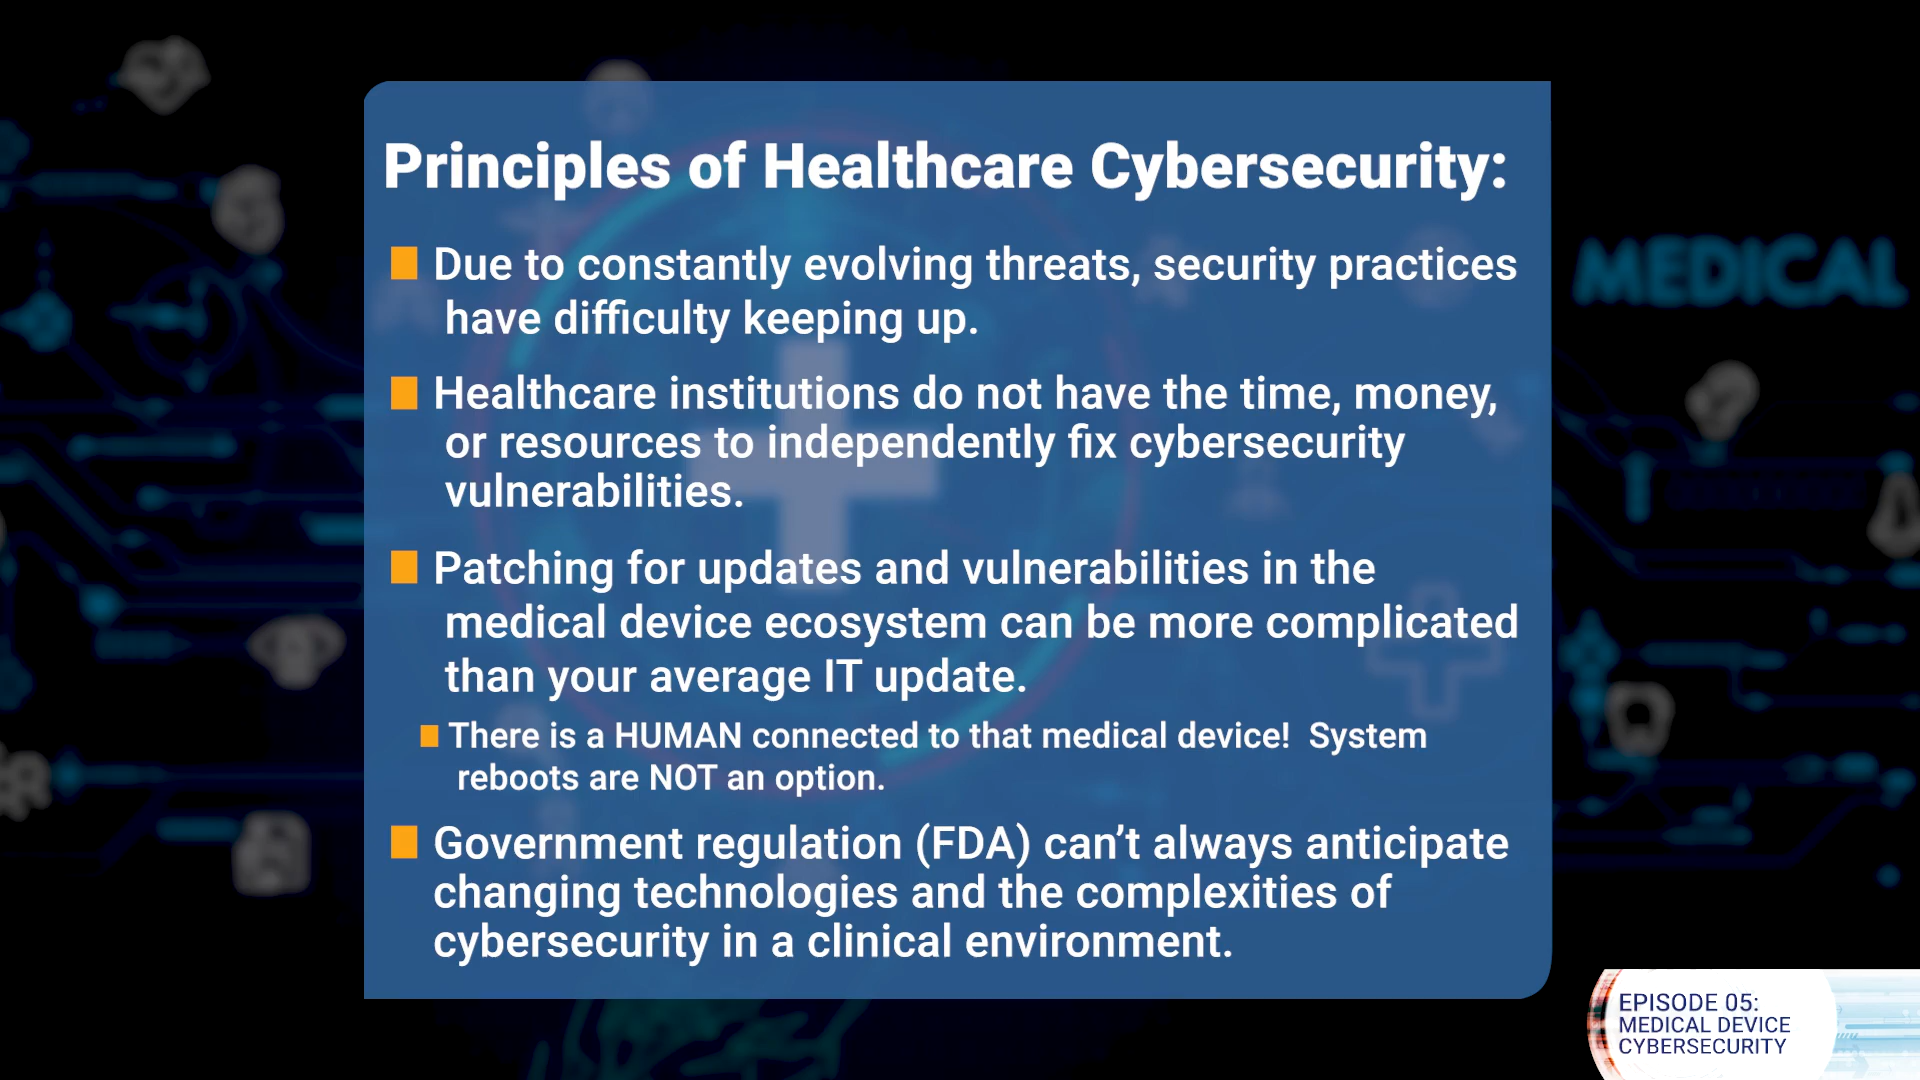 Principles of Healthcare Cybersecurity:
Due to constantly evolving threats, security practices
have difficulty keeping up.
Healthcare institutions do not have the time, money,
or resources to independently fix cybersecurity
vulnerabilities.
Patching for updates and vulnerabilities in the
medical device ecosystem can be more complicated
than your average IT update.
There is a HUMAN connected to that medical device! System
reboots are NOT an option.
Government regulation (FDA) can’t always anticipate
changing technologies and the complexities of
cybersecurity in a clinical environment.
MEDICAL
EPISODE 05:
MEDICAL DEVICE
CYBERSECURITY